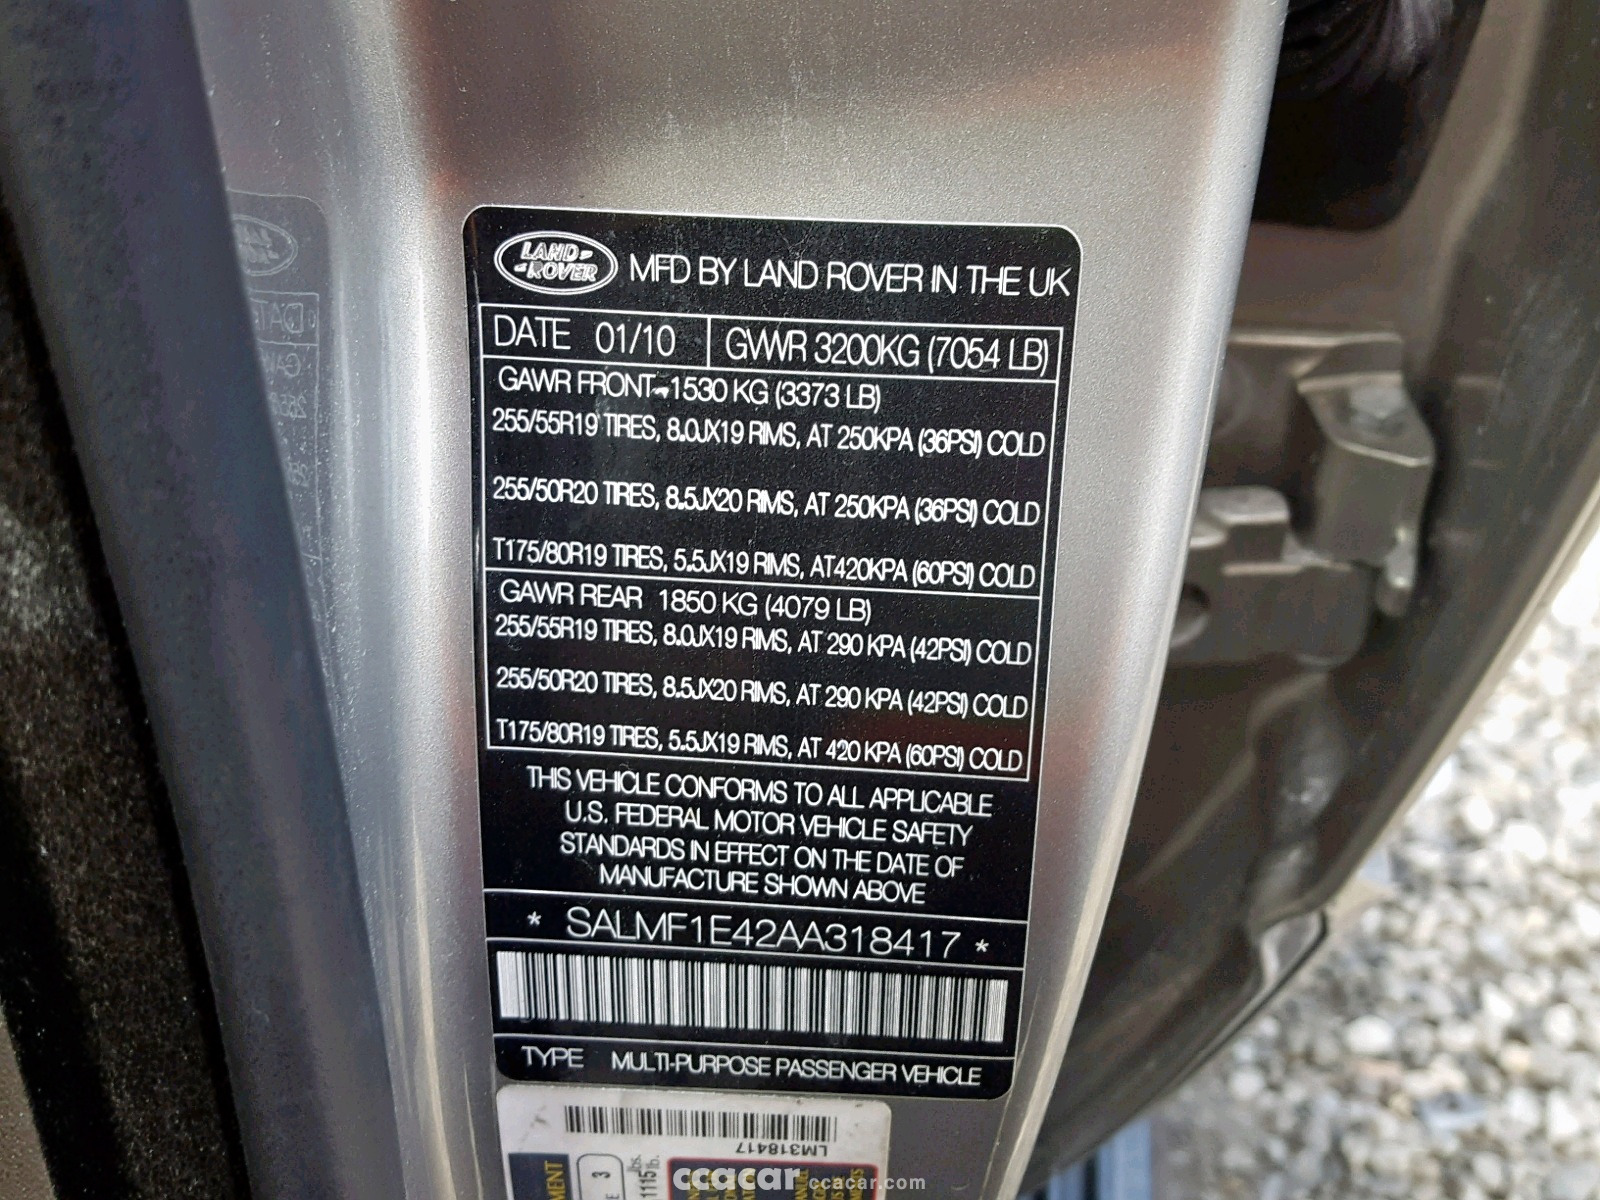 LAND ROVER MFD BY LAND ROVER IN THE UK
DATE 01/10 GVWR 3200KG (7054 LB)
GAWR FRONT 1530 KG (3373 LB)
255/55R19 TIRES, 8.0JX19 RIMS, AT 250KPA (36PSI) COLD
255/50R20 TIRES, 8.5JX20 RIMS, AT 250KPA (36PSI) COLD
T175/80R19 TIRES, 5.5JX19 RIMS, AT420KPA (60PSI) COLD
GAWR REAR 1850 KG (4079 LB)
255/55R19 TIRES, 8.0JX19 RIMS, AT 290 KPA (42PSI) COLD
255/50R20 TIRES, 8.5JX20 RIMS, AT 290 KPA (42PSI) COLD
T175/80R19 TIRES, 5.5JX19 RIMS, AT 420 KPA (60PSI) COLD
THIS VEHICLE CONFORMS TO ALL APPLICABLE
U.S. FEDERAL MOTOR VEHICLE SAFETY
STANDARDS IN EFFECT ON THE DATE OF
MANUFACTURE SHOWN ABOVE
* SALMF1E42AA318417 *
TYPE MULTI-PURPOSE PASSENGER VEHICLE
LM318417
3
1115 lbs.
ccacar ccacar.com